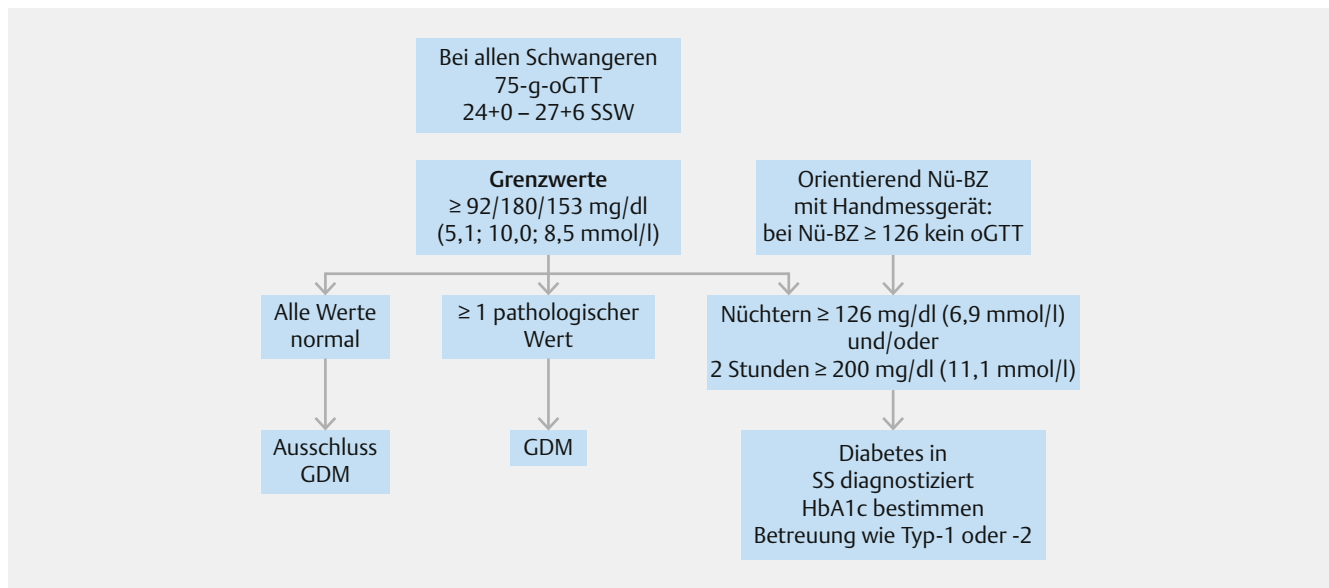 Bei allen Schwangeren
75-g-oGTT
24+0 – 27+6 SSW
Grenzwerte
≥ 92/180/153 mg/dl
(5,1; 10,0; 8,5 mmol/l)
Orientierend Nü-BZ
mit Handmessgerät:
bei Nü-BZ ≥ 126 kein oGTT
Alle Werte
normal
≥ 1 pathologischer
Wert
Nüchtern ≥ 126 mg/dl (6,9 mmol/l)
und/oder
2 Stunden ≥ 200 mg/dl (11,1 mmol/l)
Ausschluss
GDM
GDM
Diabetes in
SS diagnostiziert
HbA1c bestimmen
Betreuung wie Typ-1 oder -2